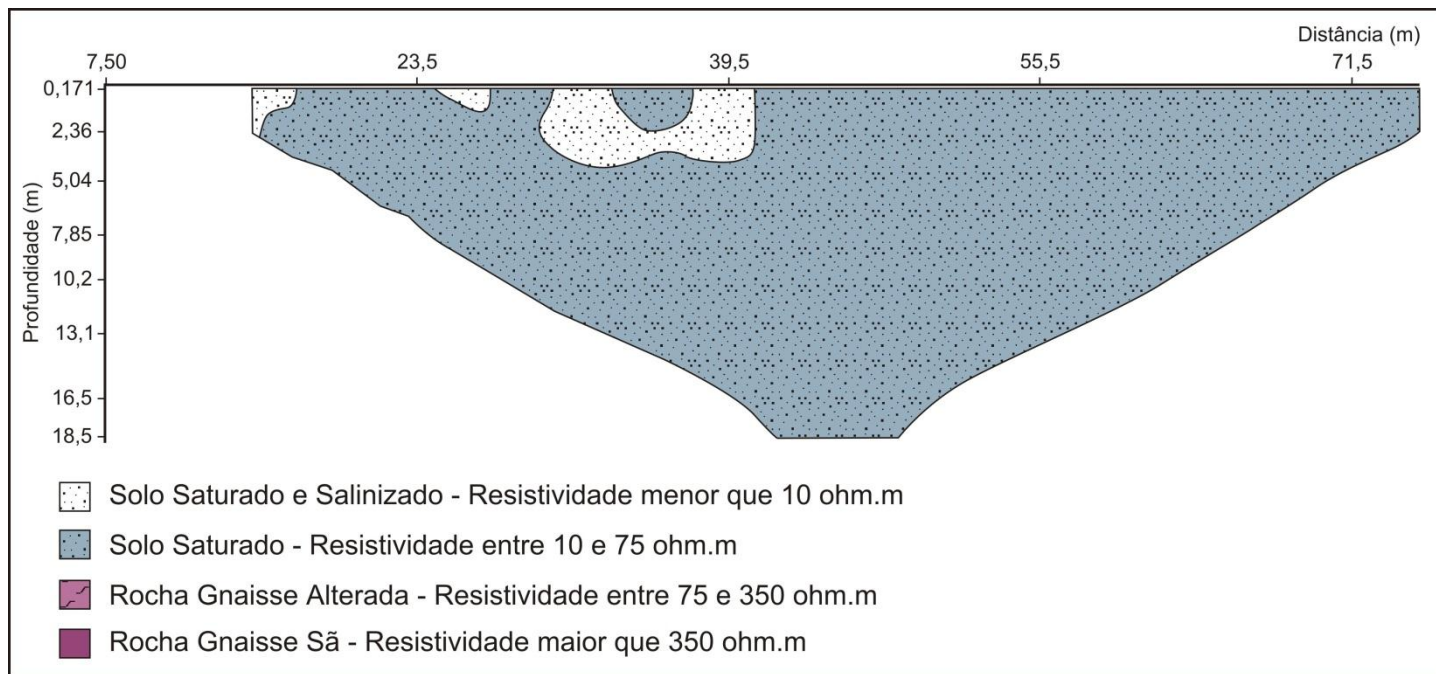 Distância (m)
7,50 23,5 39,5 55,5 71,5
Profundidade (m)
0,171
2.36
5,04
7,85
10,2
13,1
16,5
18,5
Solo Saturado e Salinizado - Resistividade menor que 10 ohm.m
Solo Saturado - Resistividade entre 10 e 75 ohm.m
Rocha Gnaisse Alterada - Resistividade entre 75 e 350 ohm.m
Rocha Gnaisse Sã - Resistividade maior que 350 ohm.m